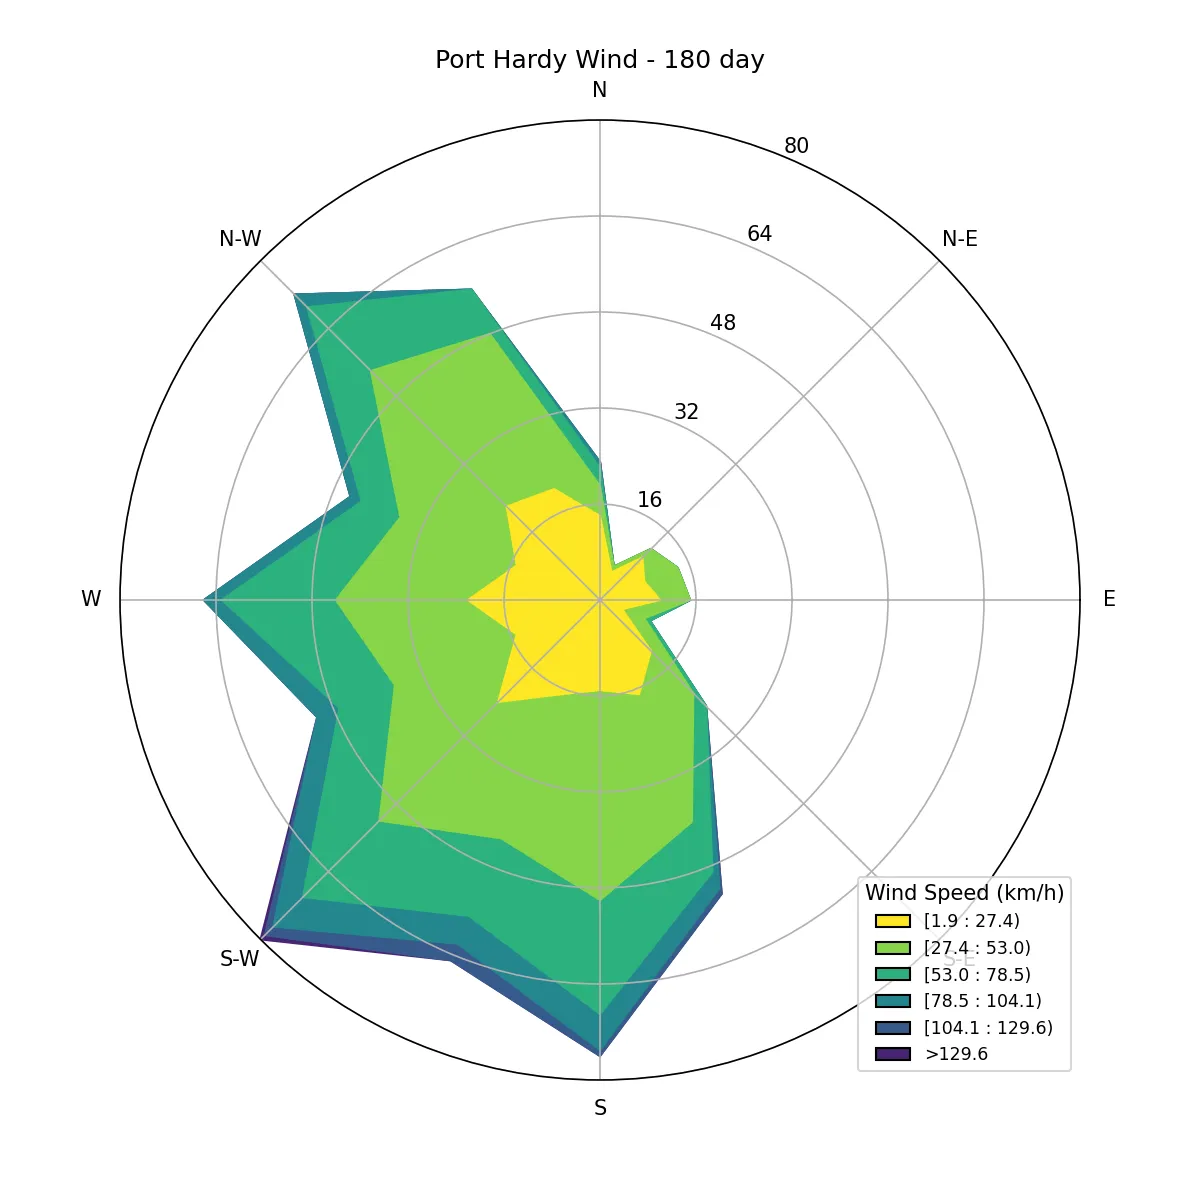 Port Hardy Wind - 180 day
N
80
64
N-W
N-E
48
32
16
W
E
Wind Speed (km/h)
[1.9 : 27.4)
[27.4 : 53.0)
S-W
S-E
[53.0 : 78.5)
[78.5 : 104.1)
[104.1 : 129.6)
>129.6
S